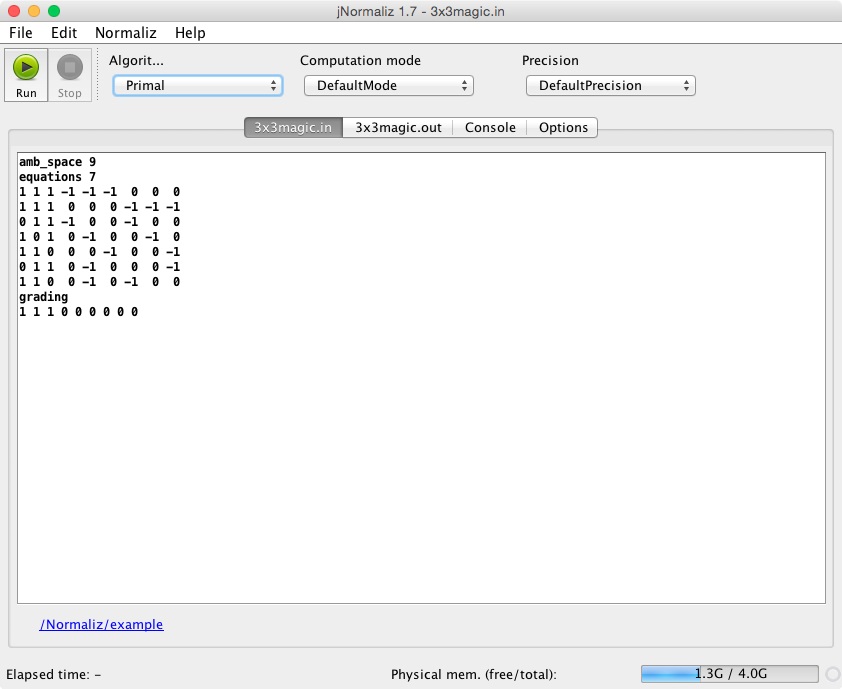 jNormaliz 1.7 - 3x3magic.in
File Edit Normaliz Help
Algorit... Computation mode Precision
Run Stop Primal DefaultMode DefaultPrecision
3x3magic.in 3x3magic.out Console Options
amb_space 9
equations 7
1 1 1 -1 -1 -1 0 0 0
1 1 1 0 0 0 -1 -1 -1
0 1 1 -1 0 0 -1 0 0
1 0 1 0 -1 0 0 -1 0
1 1 0 0 0 -1 0 0 -1
0 1 1 0 -1 0 0 0 -1
1 1 0 0 -1 0 -1 0 0
grading
1 1 1 0 0 0 0 0 0
/Normaliz/example
Elapsed time: - Physical mem. (free/total): 1.3G / 4.0G